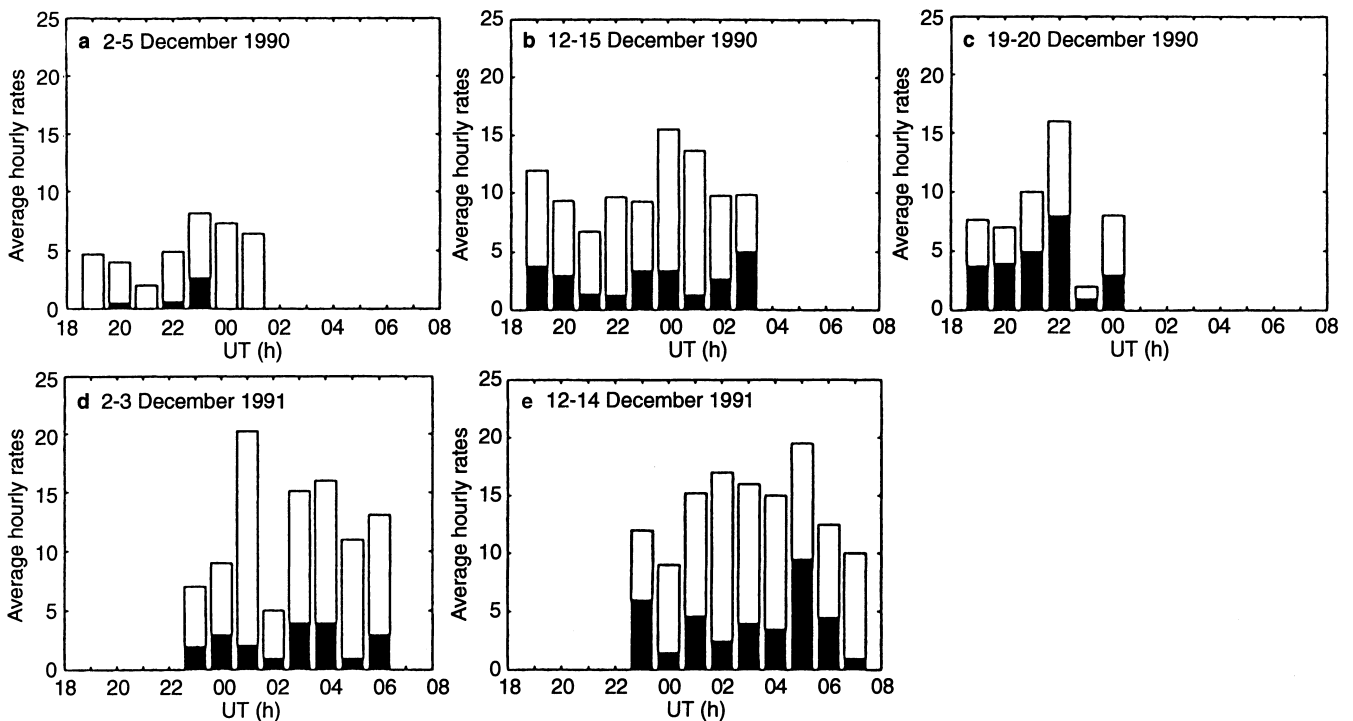 a 2-5 December 1990
Average hourly rates
25
20
15
10
5
0
18 20 22 00 02 04 06 08
UT (h)
b 12-15 December 1990
Average hourly rates
25
20
15
10
5
0
18 20 22 00 02 04 06 08
UT (h)
c 19-20 December 1990
Average hourly rates
25
20
15
10
5
0
18 20 22 00 02 04 06 08
UT (h)
d 2-3 December 1991
Average hourly rates
25
20
15
10
5
0
18 20 22 00 02 04 06 08
UT (h)
e 12-14 December 1991
Average hourly rates
25
20
15
10
5
0
18 20 22 00 02 04 06 08
UT (h)